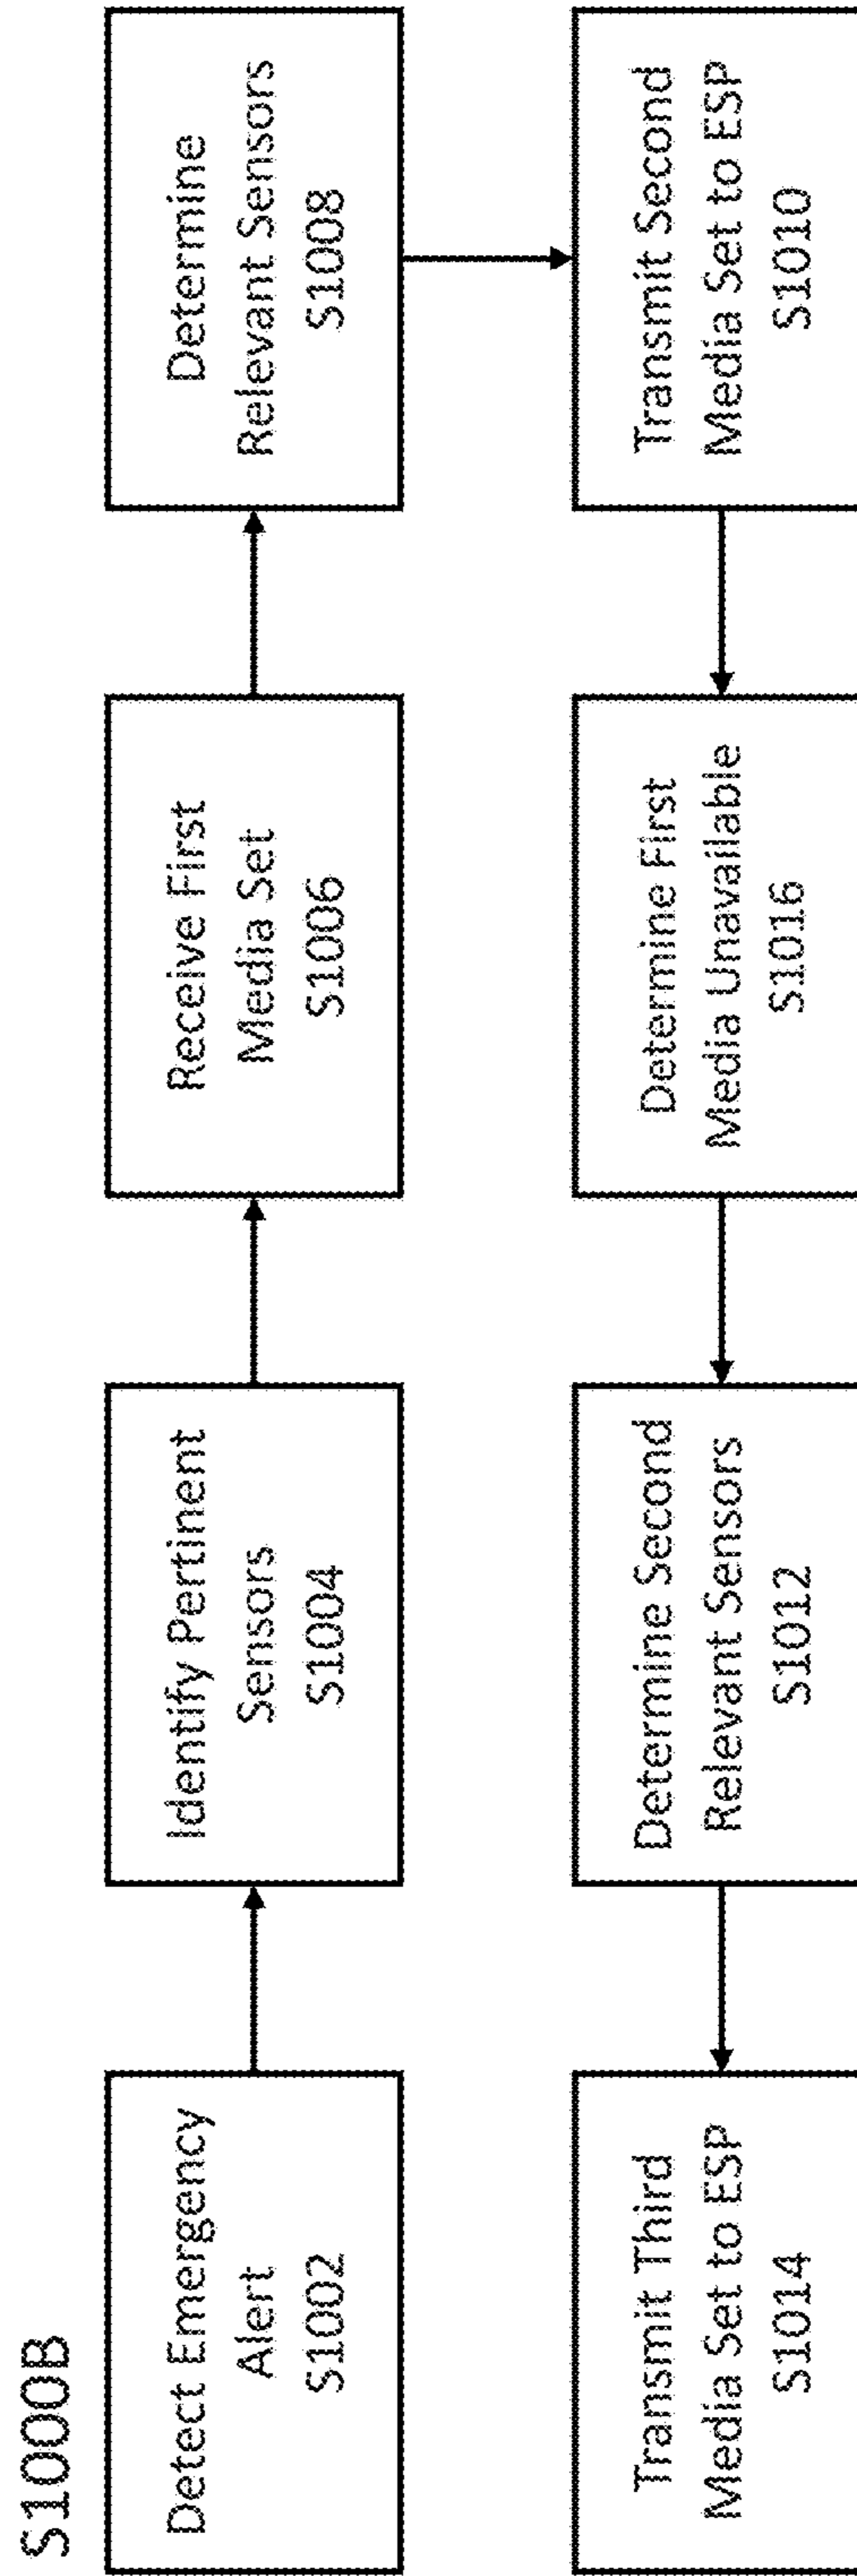 S1000B
Detect Emergency
Alert
S1002
Identify Pertinent
Sensors
S1004
Receive First
Media Set
S1006
Determine
Relevant Sensors
S1008
Transmit Second
Media Set to ESP
S1010
Determine First
Media Unavailable
S1016
Determine Second
Relevant Sensors
S1012
Transmit Third
Media Set to ESP
S1014